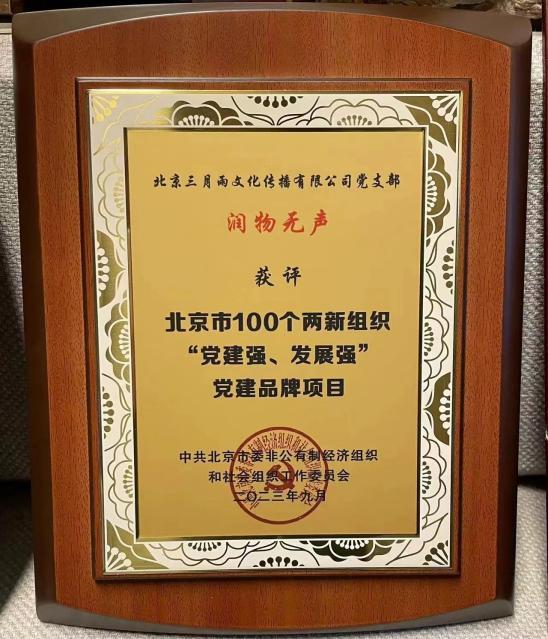 北京三月雨文化传播有限公司党支部
润物无声
获评
北京市100个两新组织
“党建强、发展强”
党建品牌项目
中共北京市委非公有制经济组织
和社会组织工作委员会
二〇二三年九月